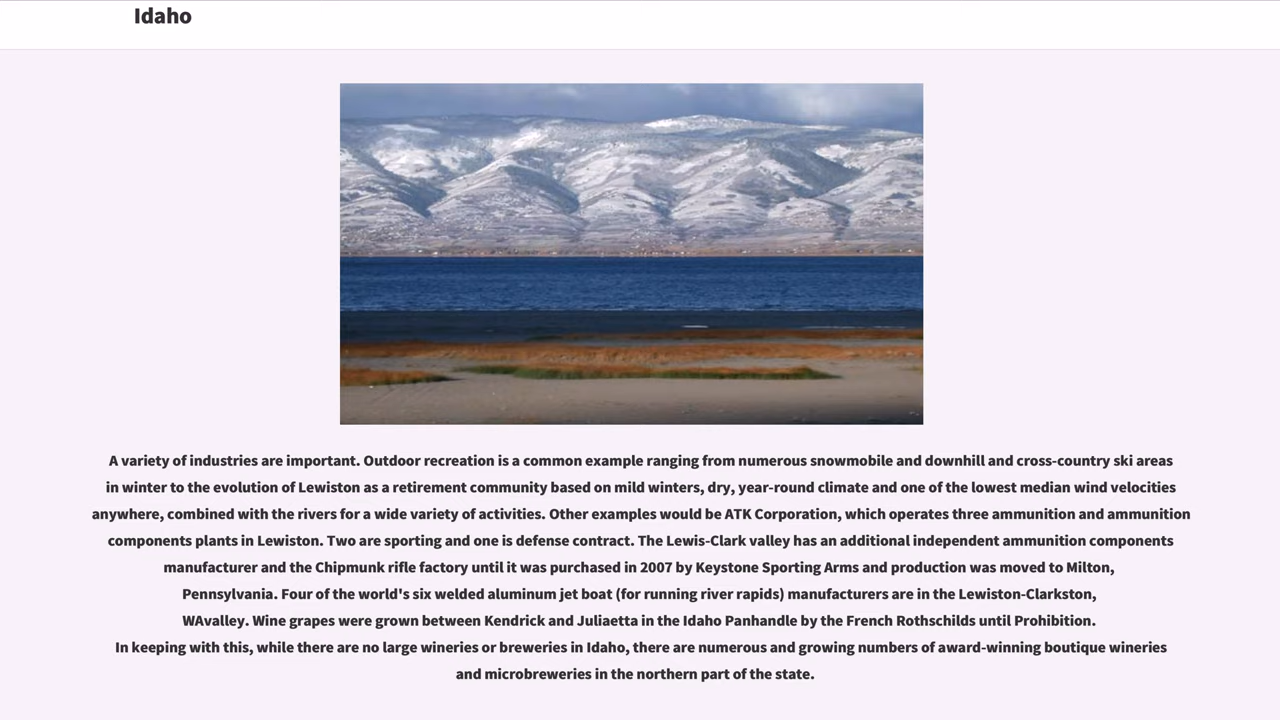 Idaho
A variety of industries are important. Outdoor recreation is a common example ranging from numerous snowmobile and downhill and cross-country ski areas
in winter to the evolution of Lewiston as a retirement community based on mild winters, dry, year-round climate and one of the lowest median wind velocities
anywhere, combined with the rivers for a wide variety of activities. Other examples would be ATK Corporation, which operates three ammunition and ammunition
components plants in Lewiston. Two are sporting and one is defense contract. The Lewis-Clark valley has an additional independent ammunition components
manufacturer and the Chipmunk rifle factory until it was purchased in 2007 by Keystone Sporting Arms and production was moved to Milton,
Pennsylvania. Four of the world's six welded aluminum jet boat (for running river rapids) manufacturers are in the Lewiston-Clarkston,
WAvalley. Wine grapes were grown between Kendrick and Juliaetta in the Idaho Panhandle by the French Rothschilds until Prohibition.
In keeping with this, while there are no large wineries or breweries in Idaho, there are numerous and growing numbers of award-winning boutique wineries
and microbreweries in the northern part of the state.